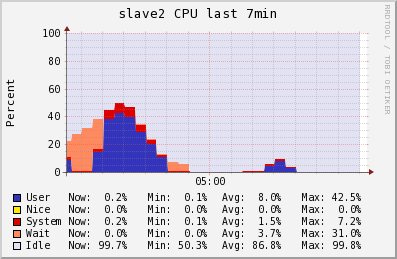 slave2 CPU last 7min
RRDTOOL / TOBI OETIKER
Percent
100
80
60
40
20
0
05:00
User Now: 0.2% Min: 0.1% Avg: 8.0% Max: 42.5%
Nice Now: 0.0% Min: 0.0% Avg: 0.0% Max: 0.0%
System Now: 0.2% Min: 0.1% Avg: 1.5% Max: 7.2%
Wait Now: 0.0% Min: 0.0% Avg: 3.7% Max: 31.0%
Idle Now: 99.7% Min: 50.3% Avg: 86.8% Max: 99.8%